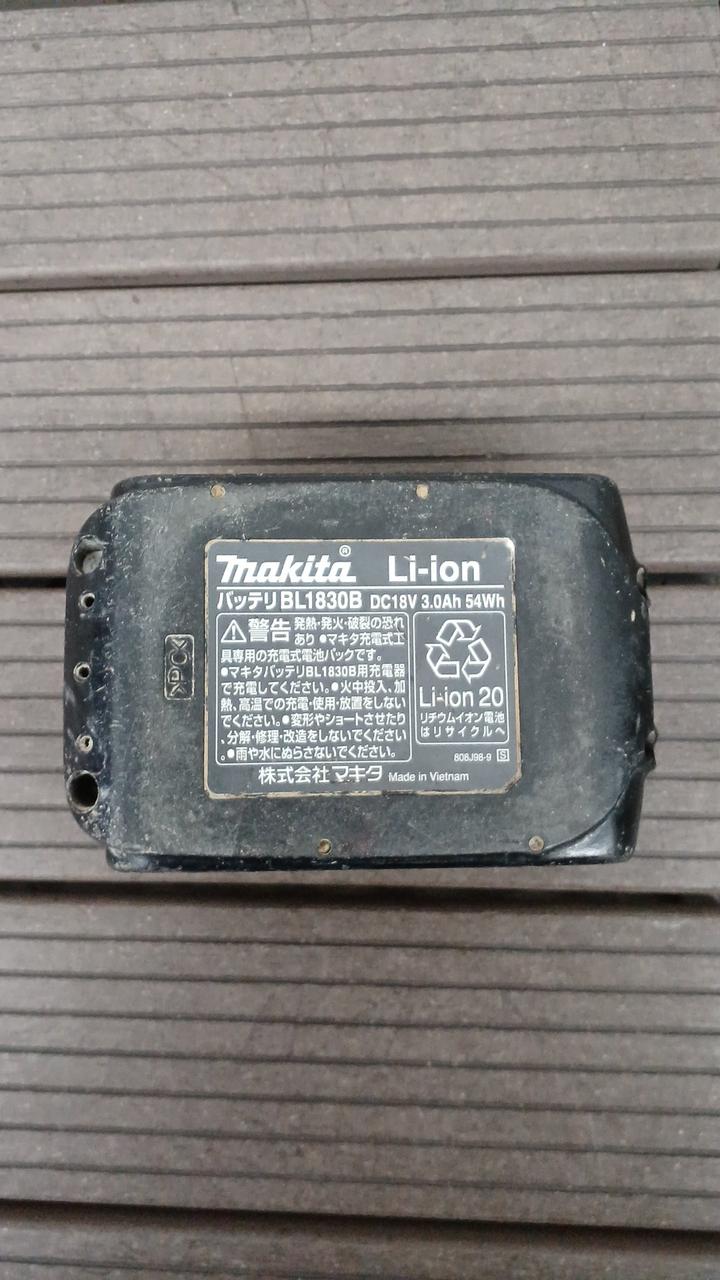 makita® Li-ion
バッテリ BL1830B DC18V 3.0Ah 54Wh
警告 発熱・発火・破裂の恐れ
あり ●マキタ充電式工
具専用の充電式電池パックです。
●マキタバッテリBL1830B用充電器
で充電してください。●火中投入、加
熱、高温での充電・使用・放置をしない
でください。●変形やショートさせたり
、分解・修理・改造をしないでください
。●雨や水にぬらさないでください。
Li-ion 20
リチウムイオン電池
はリサイクルへ
808J98-9 S
株式会社マキタ Made in Vietnam